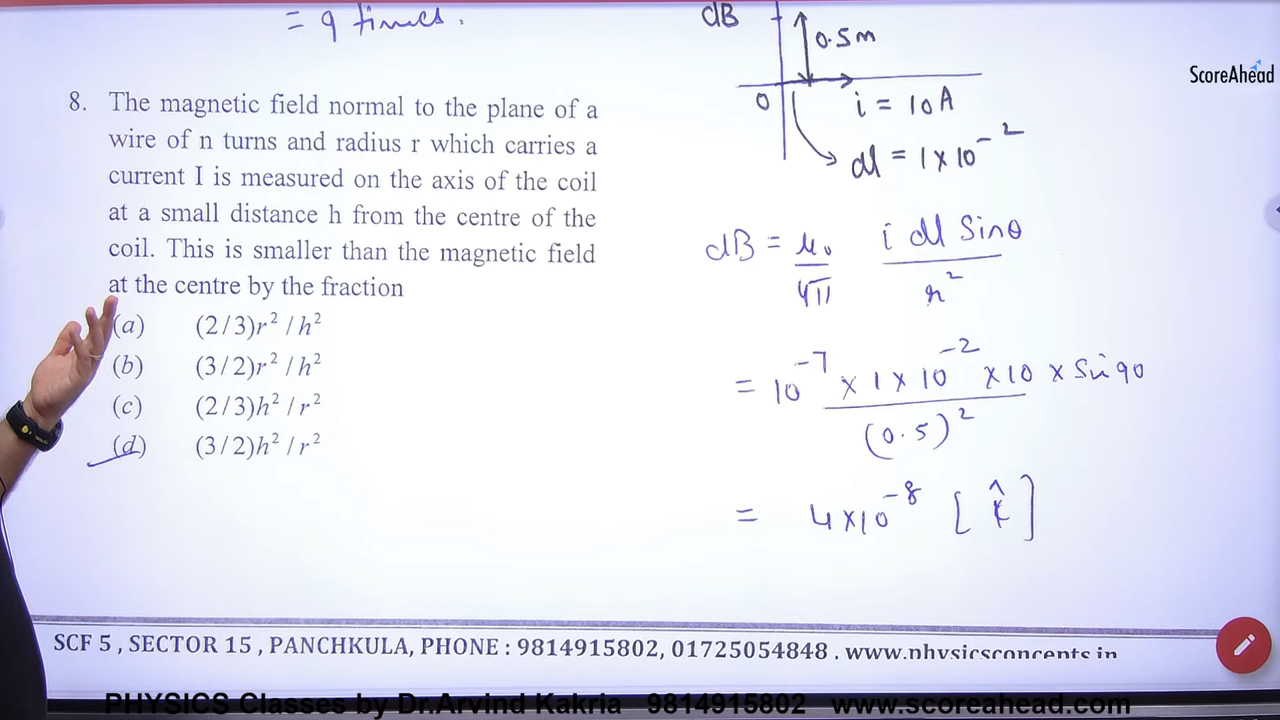 = 9 times.
dB
0.5m
ScoreAhead
0
i = 10A
dl = 1 × 10⁻²
8. The magnetic field normal to the plane of a
wire of n turns and radius r which carries a
current I is measured on the axis of the coil
at a small distance h from the centre of the
coil. This is smaller than the magnetic field
at the centre by the fraction
(a) (2/3)r²/h²
(b) (3/2)r²/h²
(c) (2/3)h²/r²
(d) (3/2)h²/r²
dB = μ₀/4π i dl Sinθ/r²
= 10⁻⁷ × 1 × 10⁻² × 10 × Sin 90
(0.5)²
= 4×10⁻⁸ [k̂]
SCF 5 , SECTOR 15 , PANCHKULA, PHONE : 9814915802, 01725054848 . www.physicsconcepts.in
PHYSICS Classes by Dr.Arvind Kakria 9814915802 www.scoreahead.com